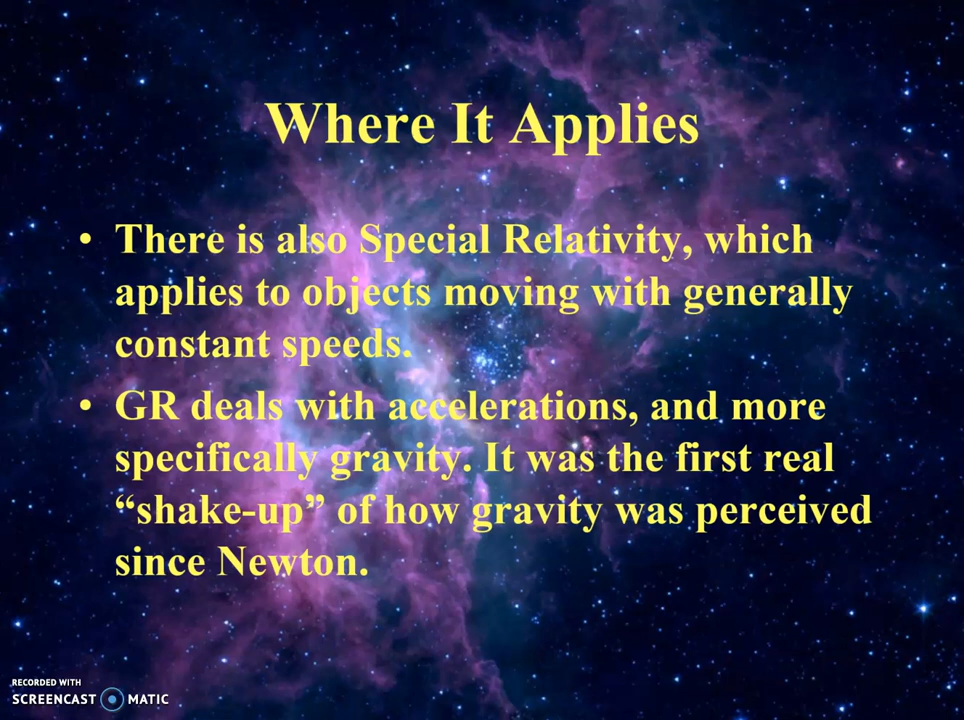 Where It Applies
• There is also Special Relativity, which
applies to objects moving with generally
constant speeds.
• GR deals with accelerations, and more
specifically gravity. It was the first real
“shake-up” of how gravity was perceived
since Newton.
RECORDED WITH
SCREENCAST MATIC